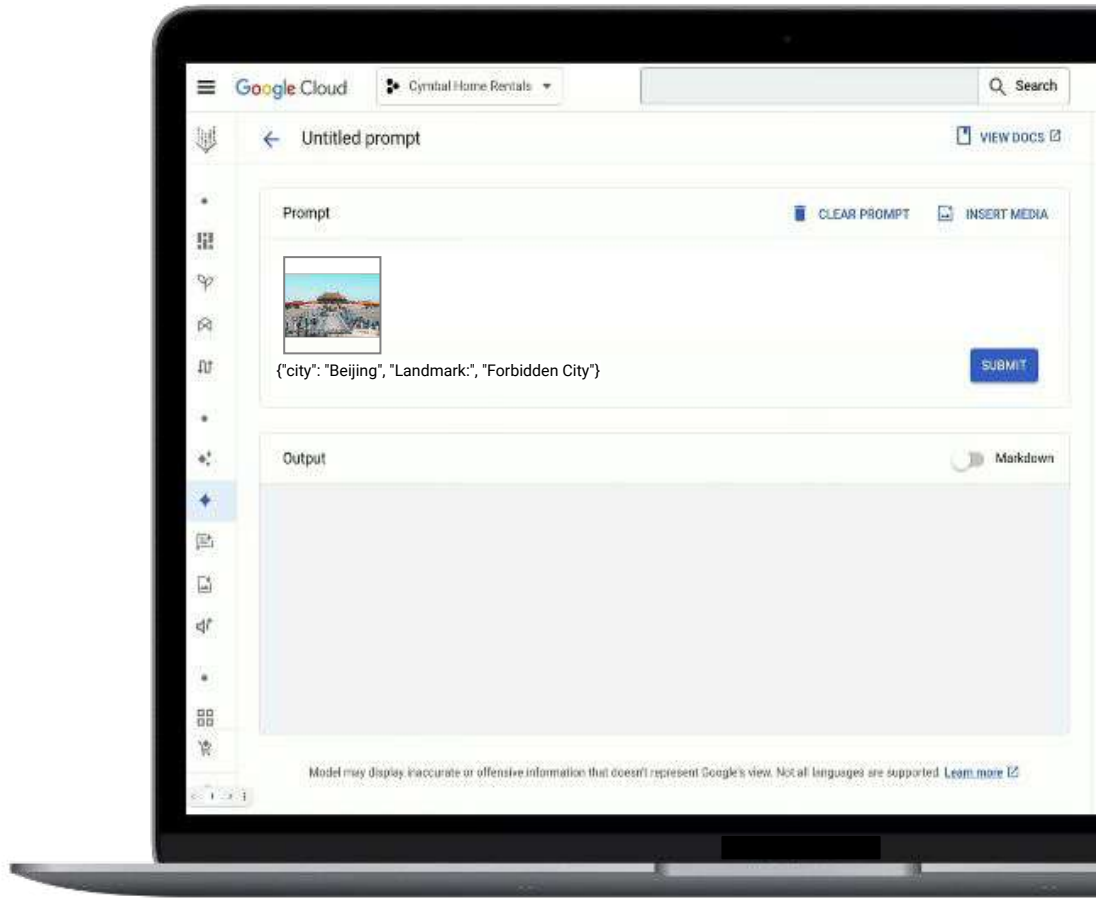 Google Cloud
Cymbal Home Rentals
Search
Untitled prompt
VIEW DOCS
Prompt
CLEAR PROMPT
INSERT MEDIA
{"city": "Beijing", "Landmark:", "Forbidden City"}
SUBMIT
Output
Markdown
Model may display inaccurate or offensive information that doesn't represent Google's view. Not all languages are supported. Learn more